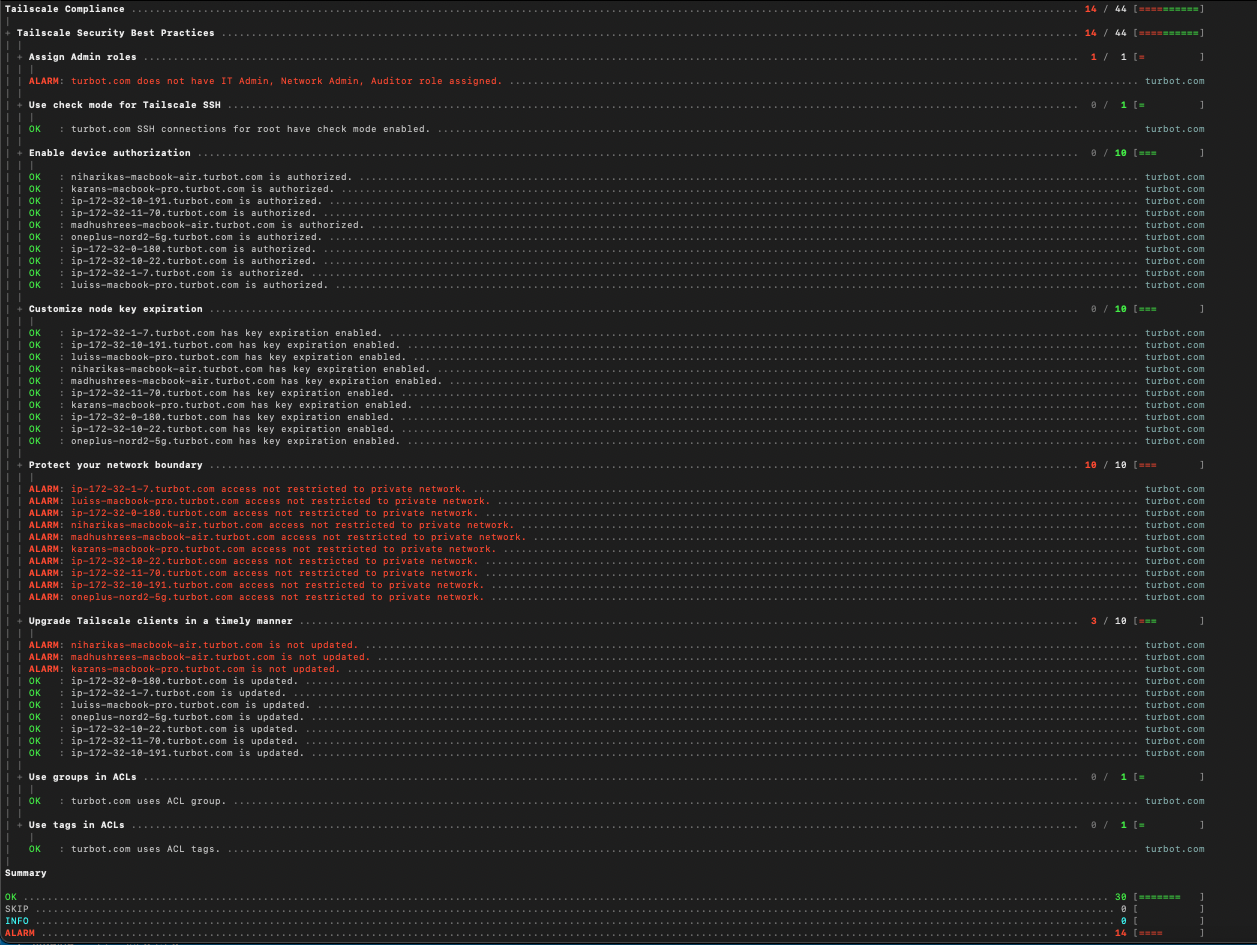 Tailscale Compliance 14 / 44 [==========]
+ Tailscale Security Best Practices 14 / 44 [==========]
+ Assign Admin roles 1 / 1 [= ]
ALARM: turbot.com does not have IT Admin, Network Admin, Auditor role assigned. turbot.com
+ Use check mode for Tailscale SSH 0 / 1 [= ]
OK : turbot.com SSH connections for root have check mode enabled. turbot.com
+ Enable device authorization 0 / 10 [=== ]
OK : niharikas-macbook-air.turbot.com is authorized. turbot.com
OK : karans-macbook-pro.turbot.com is authorized. turbot.com
OK : ip-172-32-10-191.turbot.com is authorized. turbot.com
OK : ip-172-32-11-70.turbot.com is authorized. turbot.com
OK : madhushrees-macbook-air.turbot.com is authorized. turbot.com
OK : oneplus-nord2-5g.turbot.com is authorized. turbot.com
OK : ip-172-32-0-180.turbot.com is authorized. turbot.com
OK : ip-172-32-10-22.turbot.com is authorized. turbot.com
OK : ip-172-32-1-7.turbot.com is authorized. turbot.com
OK : luiss-macbook-pro.turbot.com is authorized. turbot.com
+ Customize node key expiration 0 / 10 [=== ]
OK : ip-172-32-1-7.turbot.com has key expiration enabled. turbot.com
OK : ip-172-32-10-191.turbot.com has key expiration enabled. turbot.com
OK : luiss-macbook-pro.turbot.com has key expiration enabled. turbot.com
OK : niharikas-macbook-air.turbot.com has key expiration enabled. turbot.com
OK : madhushrees-macbook-air.turbot.com has key expiration enabled. turbot.com
OK : ip-172-32-11-70.turbot.com has key expiration enabled. turbot.com
OK : karans-macbook-pro.turbot.com has key expiration enabled. turbot.com
OK : ip-172-32-0-180.turbot.com has key expiration enabled. turbot.com
OK : ip-172-32-10-22.turbot.com has key expiration enabled. turbot.com
OK : oneplus-nord2-5g.turbot.com has key expiration enabled. turbot.com
+ Protect your network boundary 10 / 10 [=== ]
ALARM: ip-172-32-1-7.turbot.com access not restricted to private network. turbot.com
ALARM: luiss-macbook-pro.turbot.com access not restricted to private network. turbot.com
ALARM: ip-172-32-0-180.turbot.com access not restricted to private network. turbot.com
ALARM: niharikas-macbook-air.turbot.com access not restricted to private network. turbot.com
ALARM: madhushrees-macbook-air.turbot.com access not restricted to private network. turbot.com
ALARM: karans-macbook-pro.turbot.com access not restricted to private network. turbot.com
ALARM: ip-172-32-10-22.turbot.com access not restricted to private network. turbot.com
ALARM: ip-172-32-11-70.turbot.com access not restricted to private network. turbot.com
ALARM: ip-172-32-10-191.turbot.com access not restricted to private network. turbot.com
ALARM: oneplus-nord2-5g.turbot.com access not restricted to private network. turbot.com
+ Upgrade Tailscale clients in a timely manner 3 / 10 [=== ]
ALARM: niharikas-macbook-air.turbot.com is not updated. turbot.com
ALARM: madhushrees-macbook-air.turbot.com is not updated. turbot.com
ALARM: karans-macbook-pro.turbot.com is not updated. turbot.com
OK : ip-172-32-0-180.turbot.com is updated. turbot.com
OK : ip-172-32-1-7.turbot.com is updated. turbot.com
OK : luiss-macbook-pro.turbot.com is updated. turbot.com
OK : oneplus-nord2-5g.turbot.com is updated. turbot.com
OK : ip-172-32-10-22.turbot.com is updated. turbot.com
OK : ip-172-32-11-70.turbot.com is updated. turbot.com
OK : ip-172-32-10-191.turbot.com is updated. turbot.com
+ Use groups in ACLs 0 / 1 [= ]
OK : turbot.com uses ACL group. turbot.com
+ Use tags in ACLs 0 / 1 [= ]
OK : turbot.com uses ACL tags. turbot.com
Summary
OK 30 [======= ]
SKIP 0 [ ]
INFO 0 [ ]
ALARM 14 [==== ]